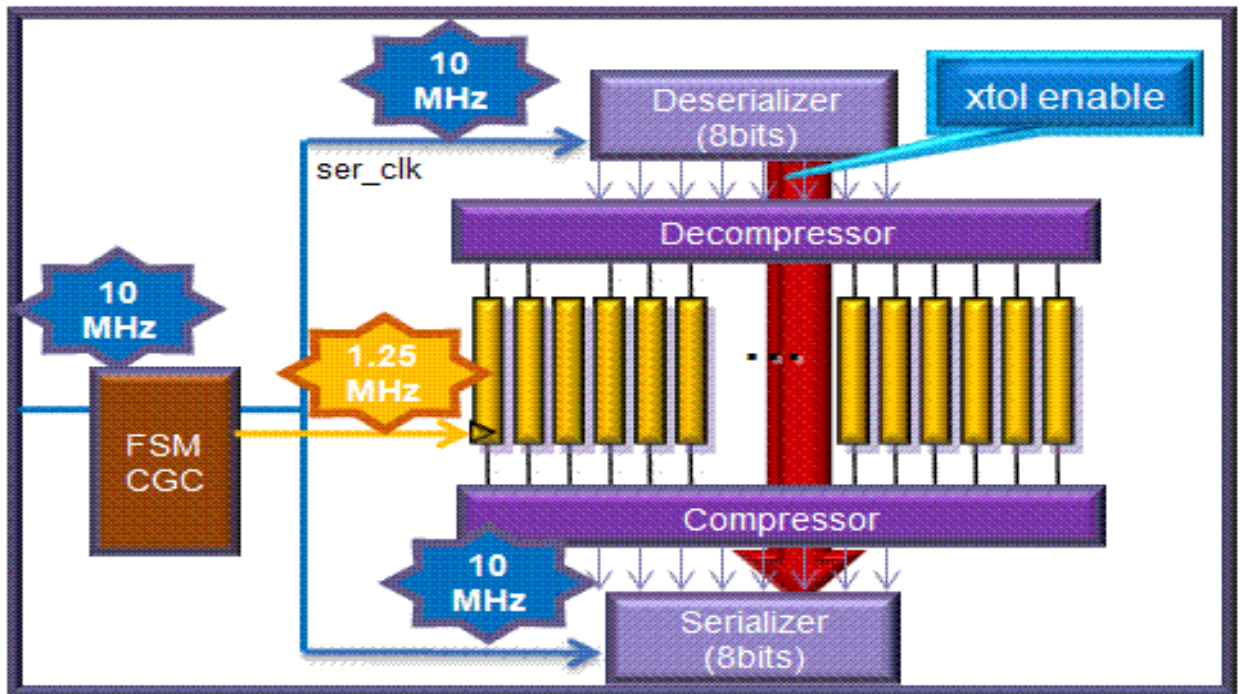 10
MHz
Deserializer
(8bits)
xtol enable
ser_clk
Decompressor
10
MHz
1.25
MHz
...
FSM
CGC
Compressor
10
MHz
Serializer
(8bits)